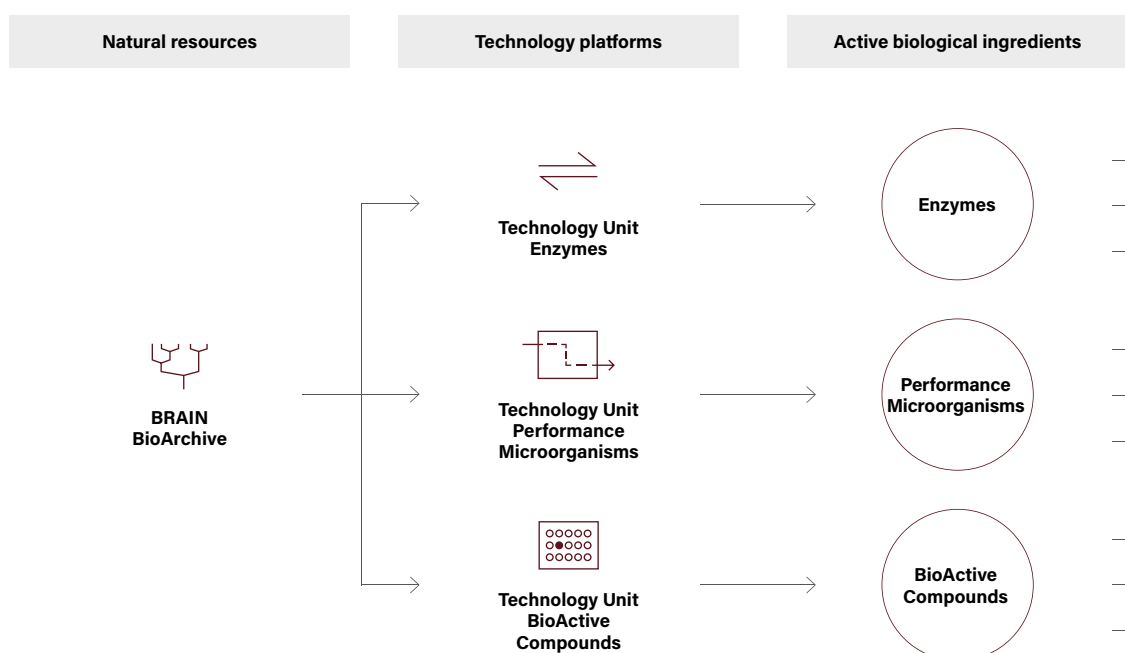 Natural resources
Technology platforms
Active biological ingredients
Technology Unit
Enzymes
Enzymes
BRAIN
BioArchive
Technology Unit
Performance
Microorganisms
Performance
Microorganisms
Technology Unit
BioActive
Compounds
BioActive
Compounds